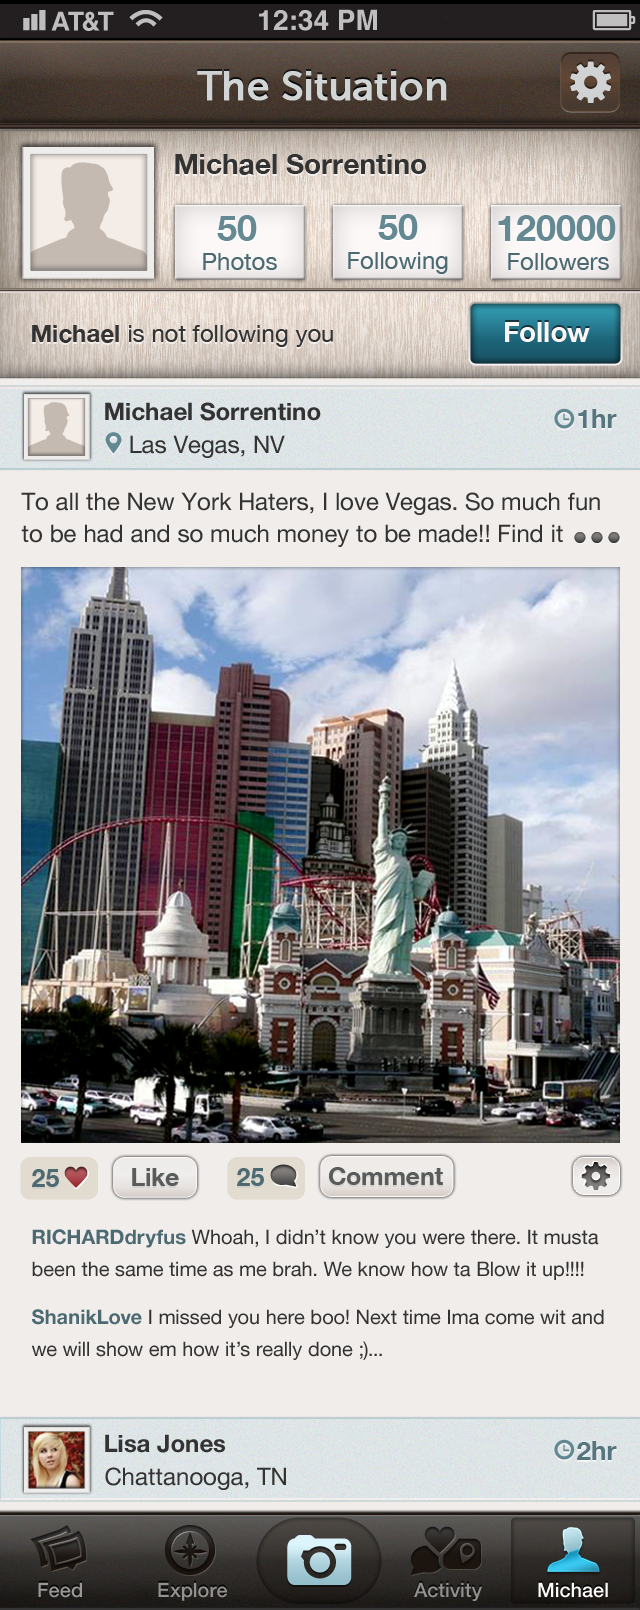 AT&T 12:34 PM
The Situation
Michael Sorrentino
50 50 120000
Photos Following Followers
Michael is not following you Follow
Michael Sorrentino 1hr
Las Vegas, NV
To all the New York Haters, I love Vegas. So much fun
to be had and so much money to be made!! Find it
25 Like 25 Comment
RICHARDdryfus Whoah, I didn't know you were there. It musta
been the same time as me brah. We know how ta Blow it up!!!!
ShanikLove I missed you here boo! Next time Ima come wit and
we will show em how it's really done ;)...
Lisa Jones 2hr
Chattanooga, TN
Feed Explore Activity Michael